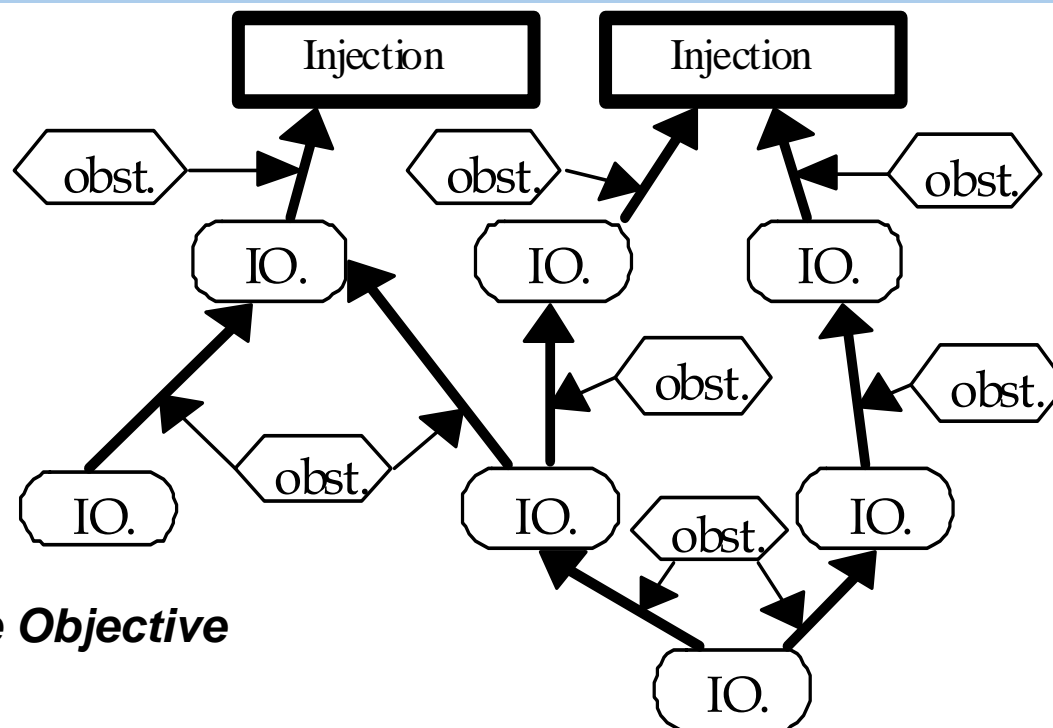 Injection Injection
obst. obst. obst.
IO. IO. IO.
obst. obst.
obst.
IO. IO. IO.
obst.
e Objective
IO.